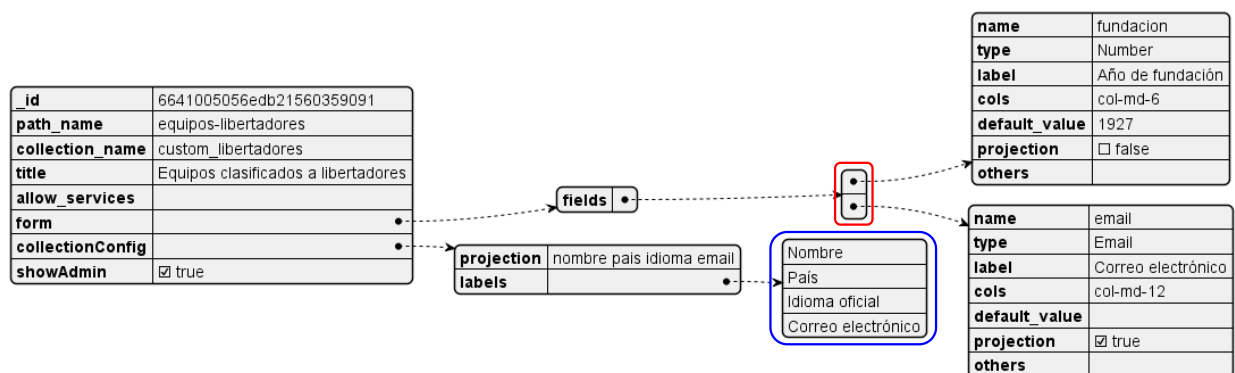 _id 6641005056edb21560359091
path_name equipos-libertadores
collection_name custom_libertadores
title Equipos clasificados a libertadores
allow_services
form
collectionConfig
showAdmin ☑ true
fields
projection nombre pais idioma email
labels
Nombre
País
Idioma oficial
Correo electrónico
name fundacion
type Number
label Año de fundación
cols col-md-6
default_value 1927
projection ☐ false
others
name email
type Email
label Correo electrónico
cols col-md-12
default_value
projection ☑ true
others